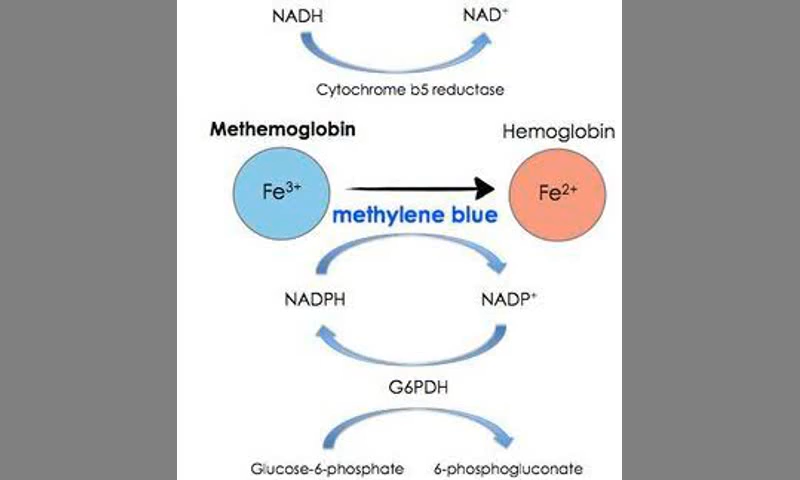 NADH NAD⁺
Cytochrome b5 reductase
Methemoglobin Hemoglobin
Fe³⁺ Fe²⁺
methylene blue
NADPH NADP⁺
G6PDH
Glucose-6-phosphate 6-phosphogluconate